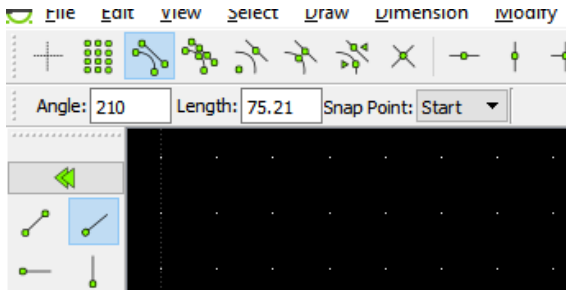 File Edit View Select Draw Dimension Modify
Angle: 210 Length: 75.21 Snap Point: Start